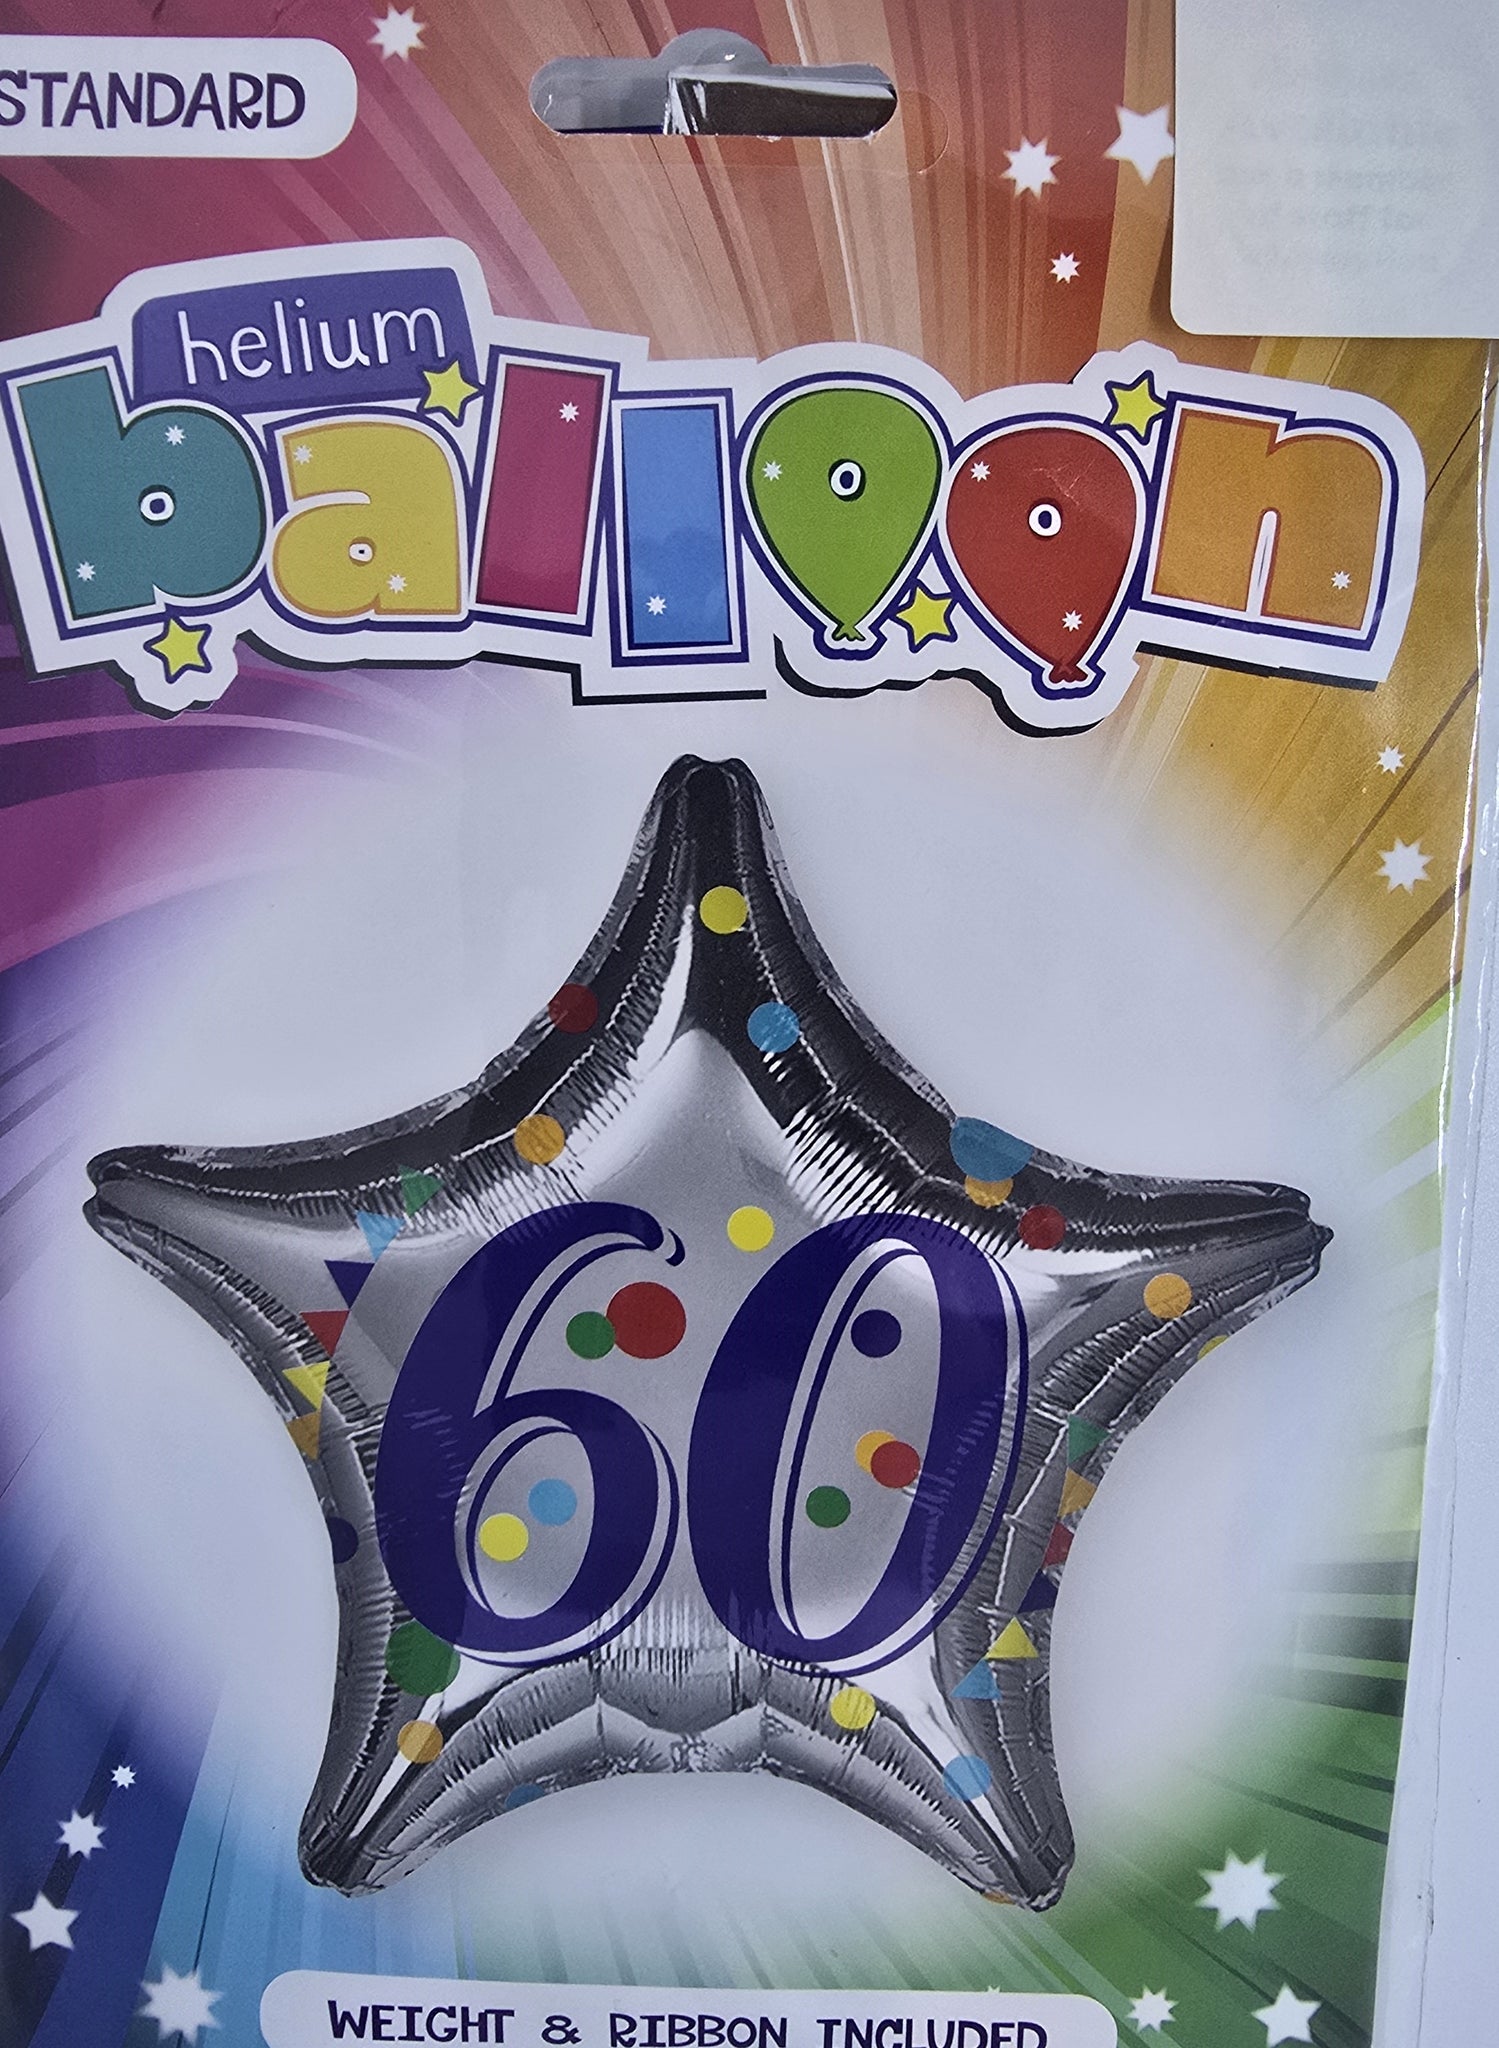 STANDARD
helium
balloon
60
WEIGHT & RIBBON INCLUDED